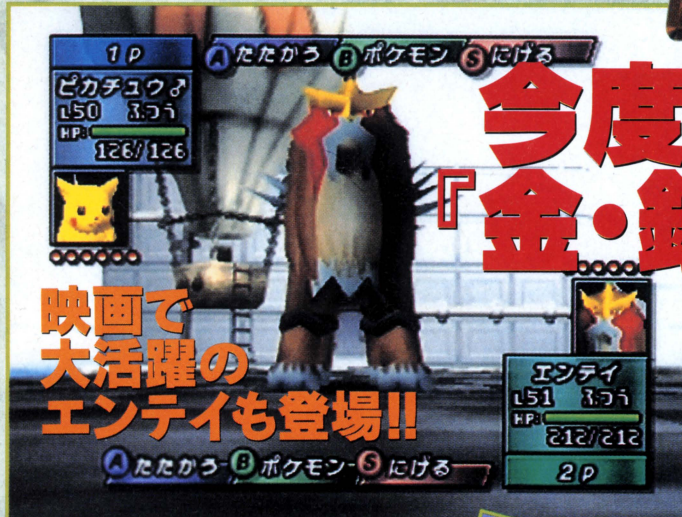 1P
Ⓐたたかう Ⓑポケモン Ⓢにげる
ピカチュウ♂
L50 ふつう
HP:
126/126
今度
『金・銀
映画で
大活躍の
エンテイも登場!!
エンテイ
L51 ふつう
HP:
212/212
2P
Ⓐたたかう Ⓑポケモン Ⓢにげる